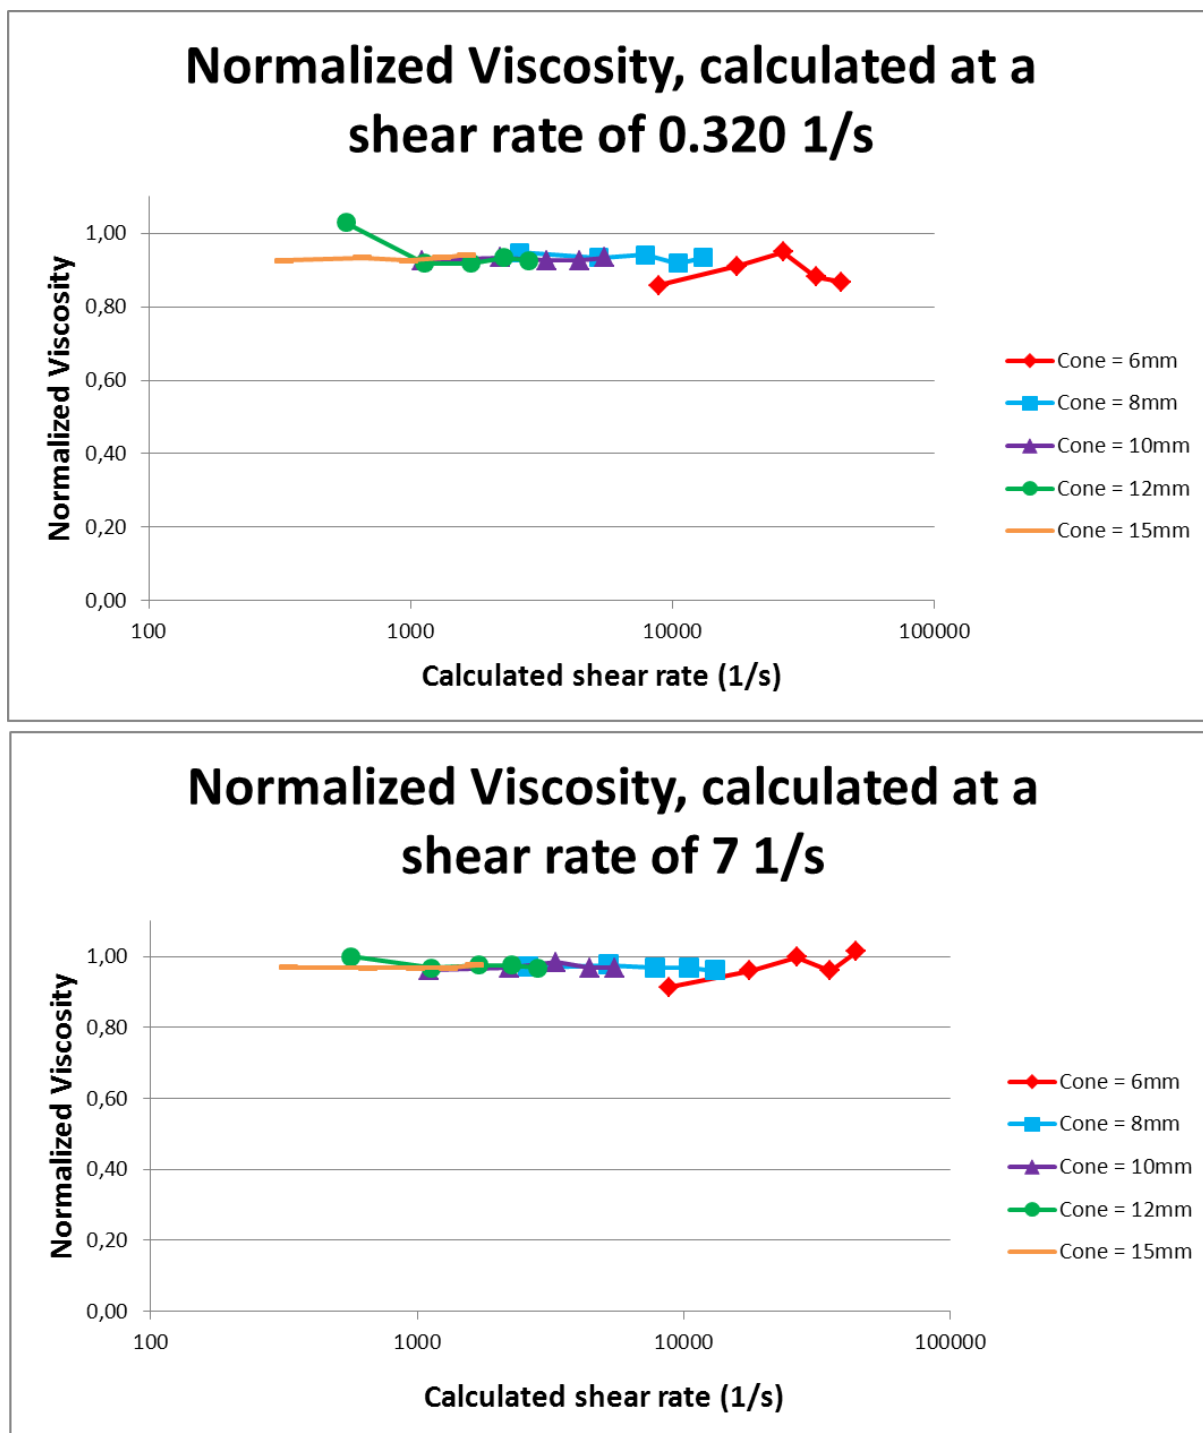 Normalized Viscosity, calculated at a
shear rate of 0.320 1/s
Normalized Viscosity
1,00
0,80
0,60
0,40
0,20
0,00
100
1000
10000
100000
Calculated shear rate (1/s)
Cone = 6mm
Cone = 8mm
Cone = 10mm
Cone = 12mm
Cone = 15mm
Normalized Viscosity, calculated at a
shear rate of 7 1/s
Normalized Viscosity
1,00
0,80
0,60
0,40
0,20
0,00
100
1000
10000
100000
Calculated shear rate (1/s)
Cone = 6mm
Cone = 8mm
Cone = 10mm
Cone = 12mm
Cone = 15mm